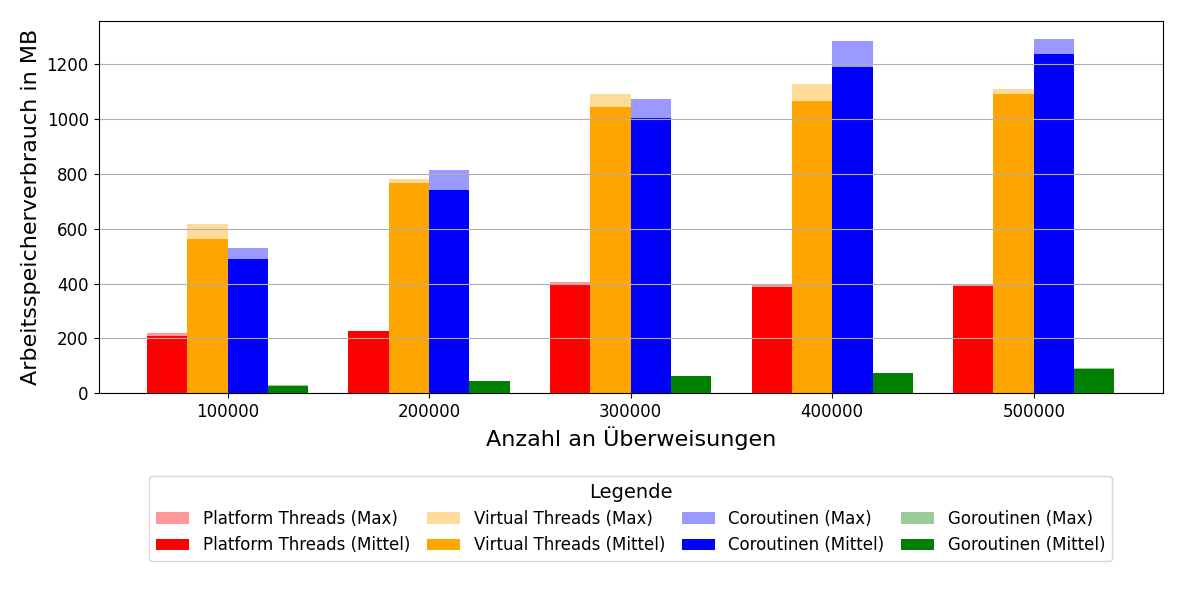 Arbeitsspeicherverbrauch in MB
1200
1000
800
600
400
200
0
100000 200000 300000 400000 500000
Anzahl an Überweisungen
Legende
Platform Threads (Max) Virtual Threads (Max) Coroutinen (Max) Goroutinen (Max)
Platform Threads (Mittel) Virtual Threads (Mittel) Coroutinen (Mittel) Goroutinen (Mittel)